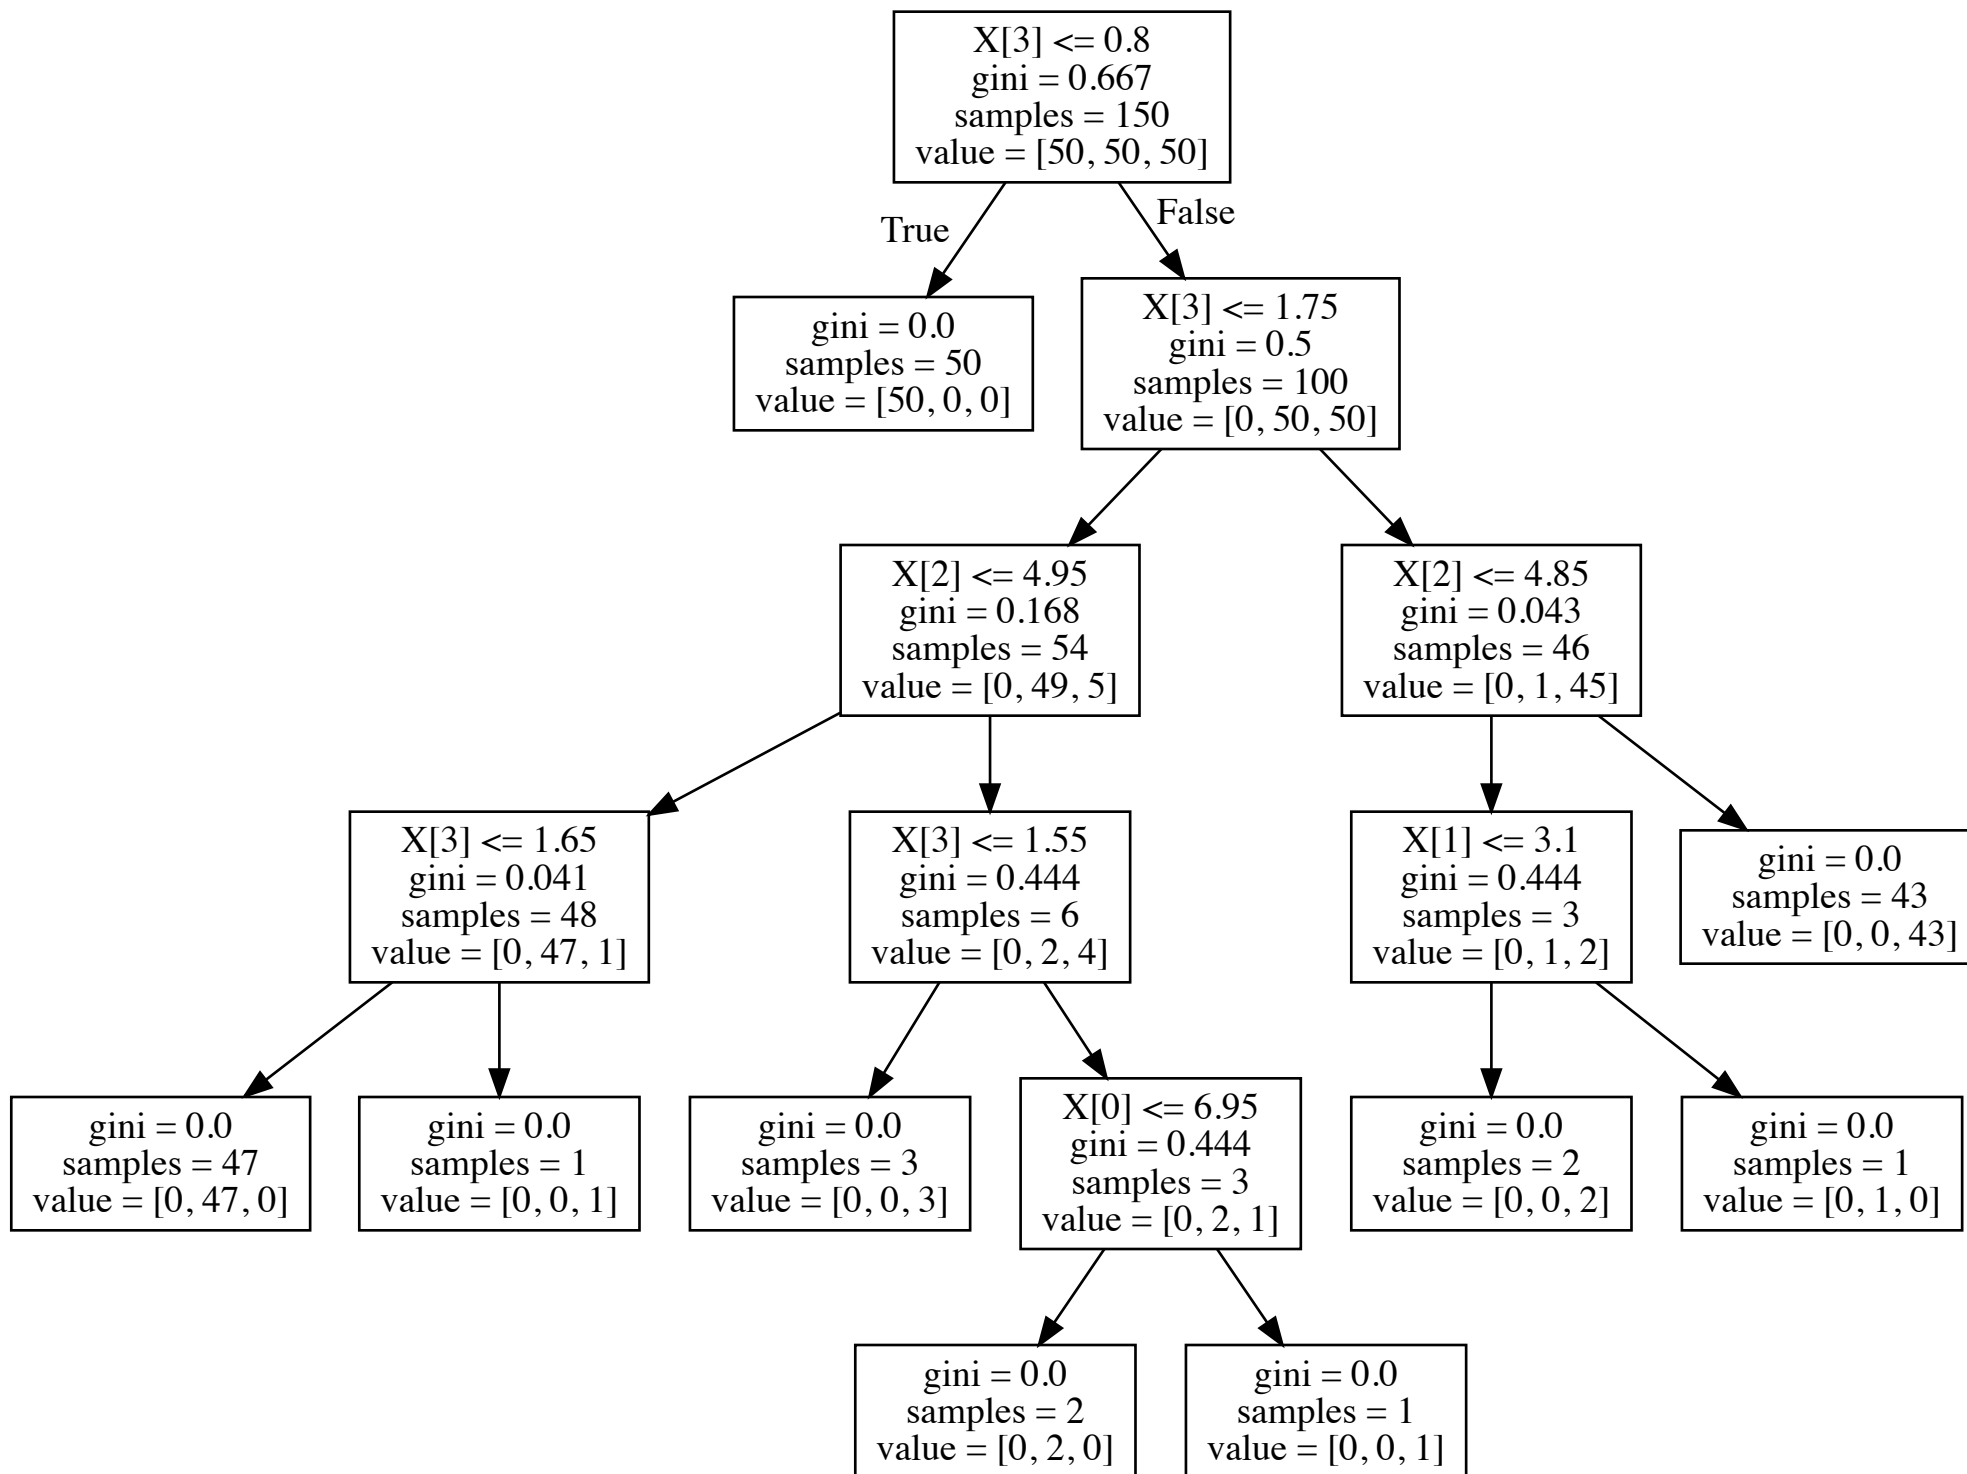 X[3] <= 0.8
gini = 0.667
samples = 150
value = [50, 50, 50]
True
False
gini = 0.0
samples = 50
value = [50, 0, 0]
X[3] <= 1.75
gini = 0.5
samples = 100
value = [0, 50, 50]
X[2] <= 4.95
gini = 0.168
samples = 54
value = [0, 49, 5]
X[2] <= 4.85
gini = 0.043
samples = 46
value = [0, 1, 45]
X[3] <= 1.65
gini = 0.041
samples = 48
value = [0, 47, 1]
X[3] <= 1.55
gini = 0.444
samples = 6
value = [0, 2, 4]
X[1] <= 3.1
gini = 0.444
samples = 3
value = [0, 1, 2]
gini = 0.0
samples = 43
value = [0, 0, 43]
gini = 0.0
samples = 47
value = [0, 47, 0]
gini = 0.0
samples = 1
value = [0, 0, 1]
gini = 0.0
samples = 3
value = [0, 0, 3]
X[0] <= 6.95
gini = 0.444
samples = 3
value = [0, 2, 1]
gini = 0.0
samples = 2
value = [0, 0, 2]
gini = 0.0
samples = 1
value = [0, 1, 0]
gini = 0.0
samples = 2
value = [0, 2, 0]
gini = 0.0
samples = 1
value = [0, 0, 1]